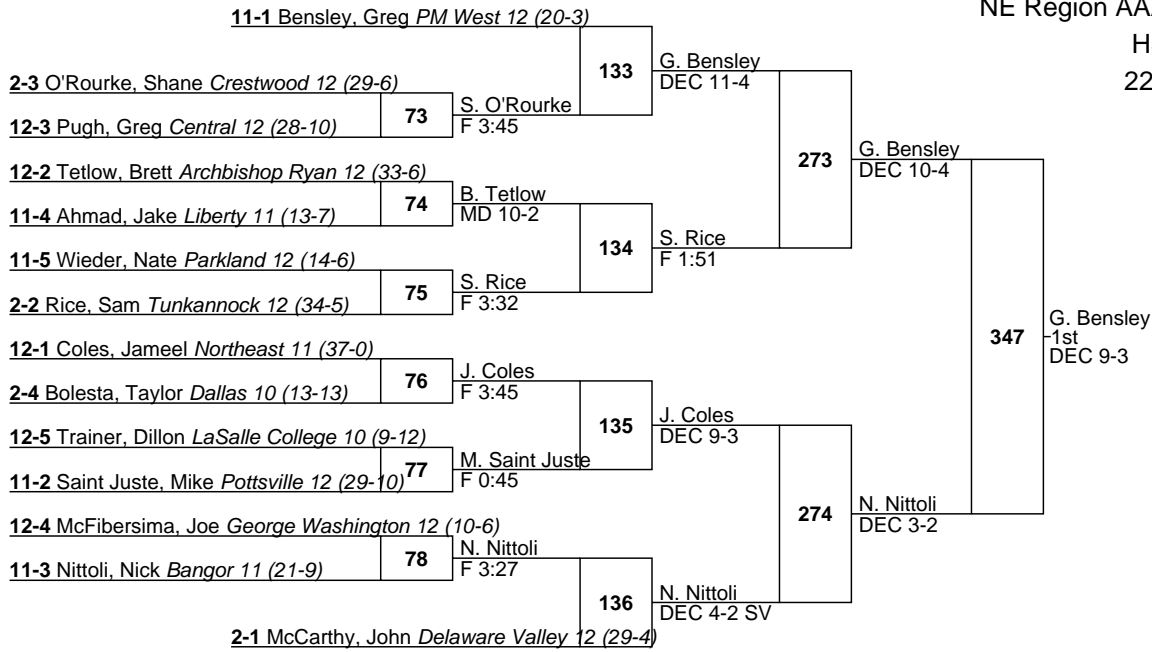 NE Region AAA
H
22
11-1 Bensley, Greg PM West 12 (20-3)
133
G. Bensley
DEC 11-4
2-3 O'Rourke, Shane Crestwood 12 (29-6)
73
S. O'Rourke
F 3:45
12-3 Pugh, Greg Central 12 (28-10)
273
G. Bensley
DEC 10-4
12-2 Tetlow, Brett Archbishop Ryan 12 (33-6)
74
B. Tetlow
MD 10-2
11-4 Ahmad, Jake Liberty 11 (13-7)
134
S. Rice
F 1:51
11-5 Wieder, Nate Parkland 12 (14-6)
75
S. Rice
F 3:32
2-2 Rice, Sam Tunkannock 12 (34-5)
347
G. Bensley
1st
DEC 9-3
12-1 Coles, Jameel Northeast 11 (37-0)
76
J. Coles
F 3:45
2-4 Bolesta, Taylor Dallas 10 (13-13)
135
J. Coles
DEC 9-3
12-5 Trainer, Dillon LaSalle College 10 (9-12)
77
M. Saint Juste
F 0:45
11-2 Saint Juste, Mike Pottsville 12 (29-10)
274
N. Nittoli
DEC 3-2
12-4 McFibersima, Joe George Washington 12 (10-6)
78
N. Nittoli
F 3:27
11-3 Nittoli, Nick Bangor 11 (21-9)
136
N. Nittoli
DEC 4-2 SV
2-1 McCarthy, John Delaware Valley 12 (29-4)